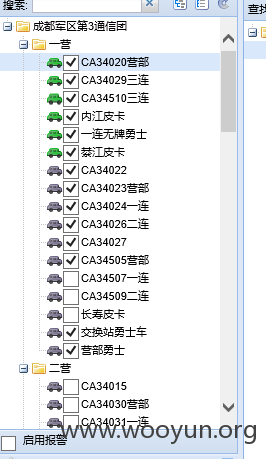 搜索:
查找
成都军区第3通信团
一营
CA34020营部
CA34029三连
CA34510三连
内江皮卡
一连无牌勇士
綦江皮卡
CA34022
CA34023营部
CA34024一连
CA34026二连
CA34027
CA34505营部
CA34507一连
CA34509二连
长寿皮卡
交换站勇士车
营部勇士
二营
CA34015
CA34030营部
CA34031一连
启用报警
www.wooyun.org